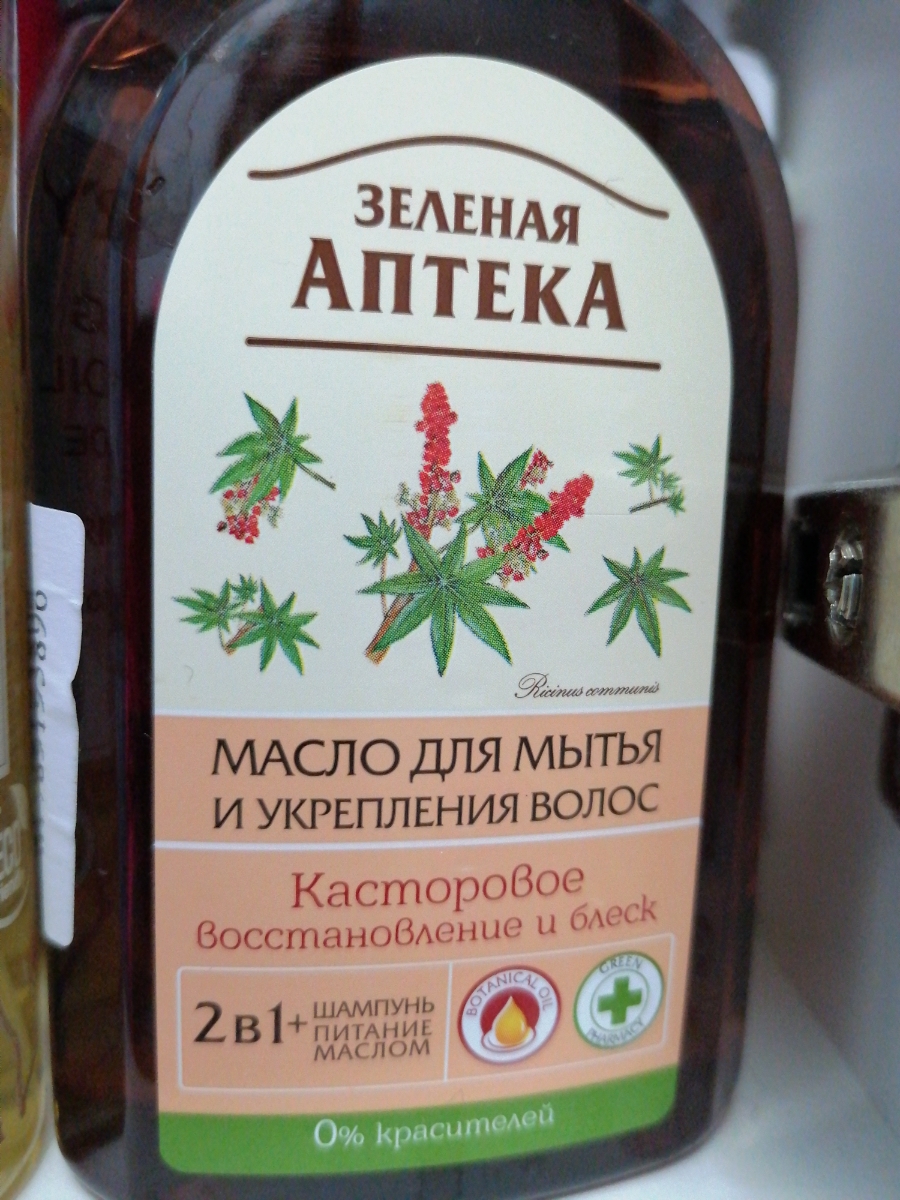 ЗЕЛЕНАЯ
АПТЕКА
Ricinus communis
МАСЛО ДЛЯ МЫТЬЯ
И УКРЕПЛЕНИЯ ВОЛОС
Касторовое
восстановление и блеск
2в1+
ШАМПУНЬ
ПИТАНИЕ
МАСЛОМ
BOTANICAL OIL
GREEN
PHARMACY
0% красителей